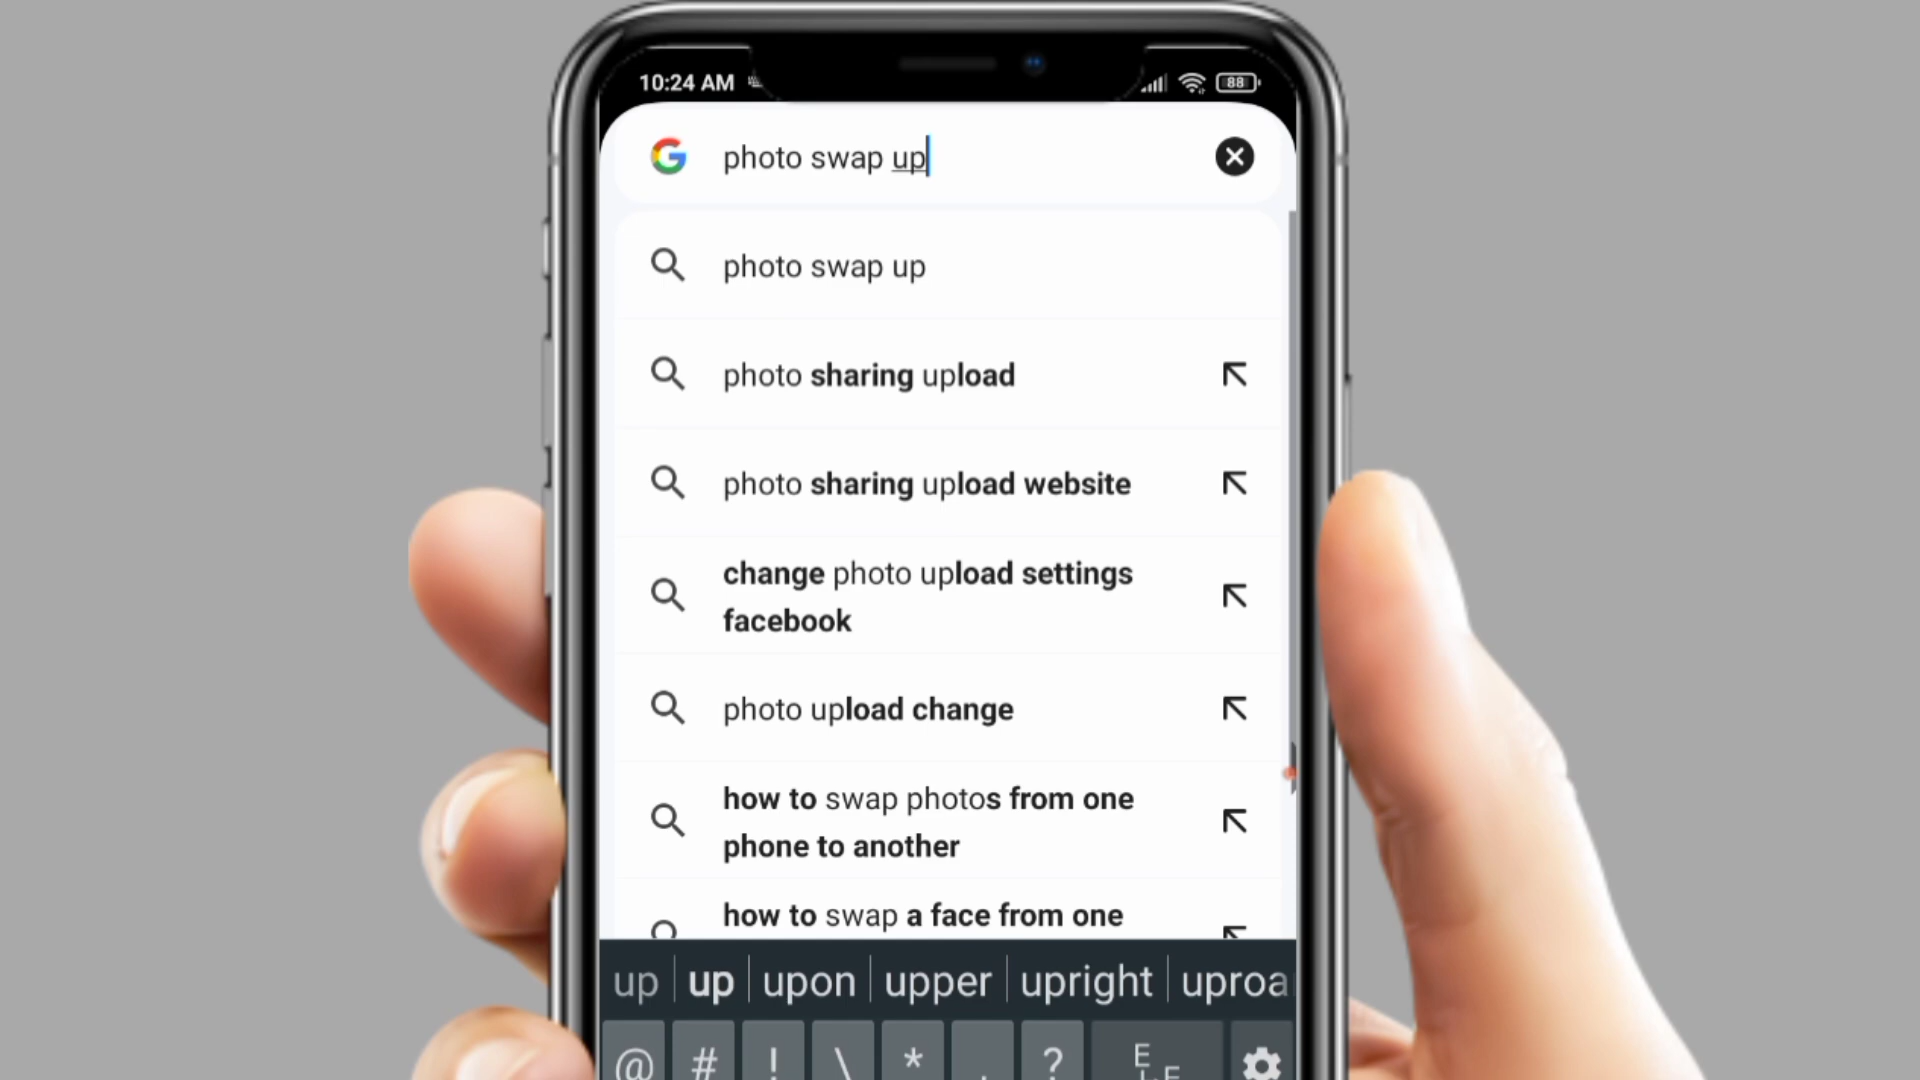 10:24 AM
88
photo swap up
photo swap up
photo sharing upload
photo sharing upload website
change photo upload settings
facebook
photo upload change
how to swap photos from one
phone to another
how to swap a face from one
up up upon upper upright uproa
@ # ! \ * . ?